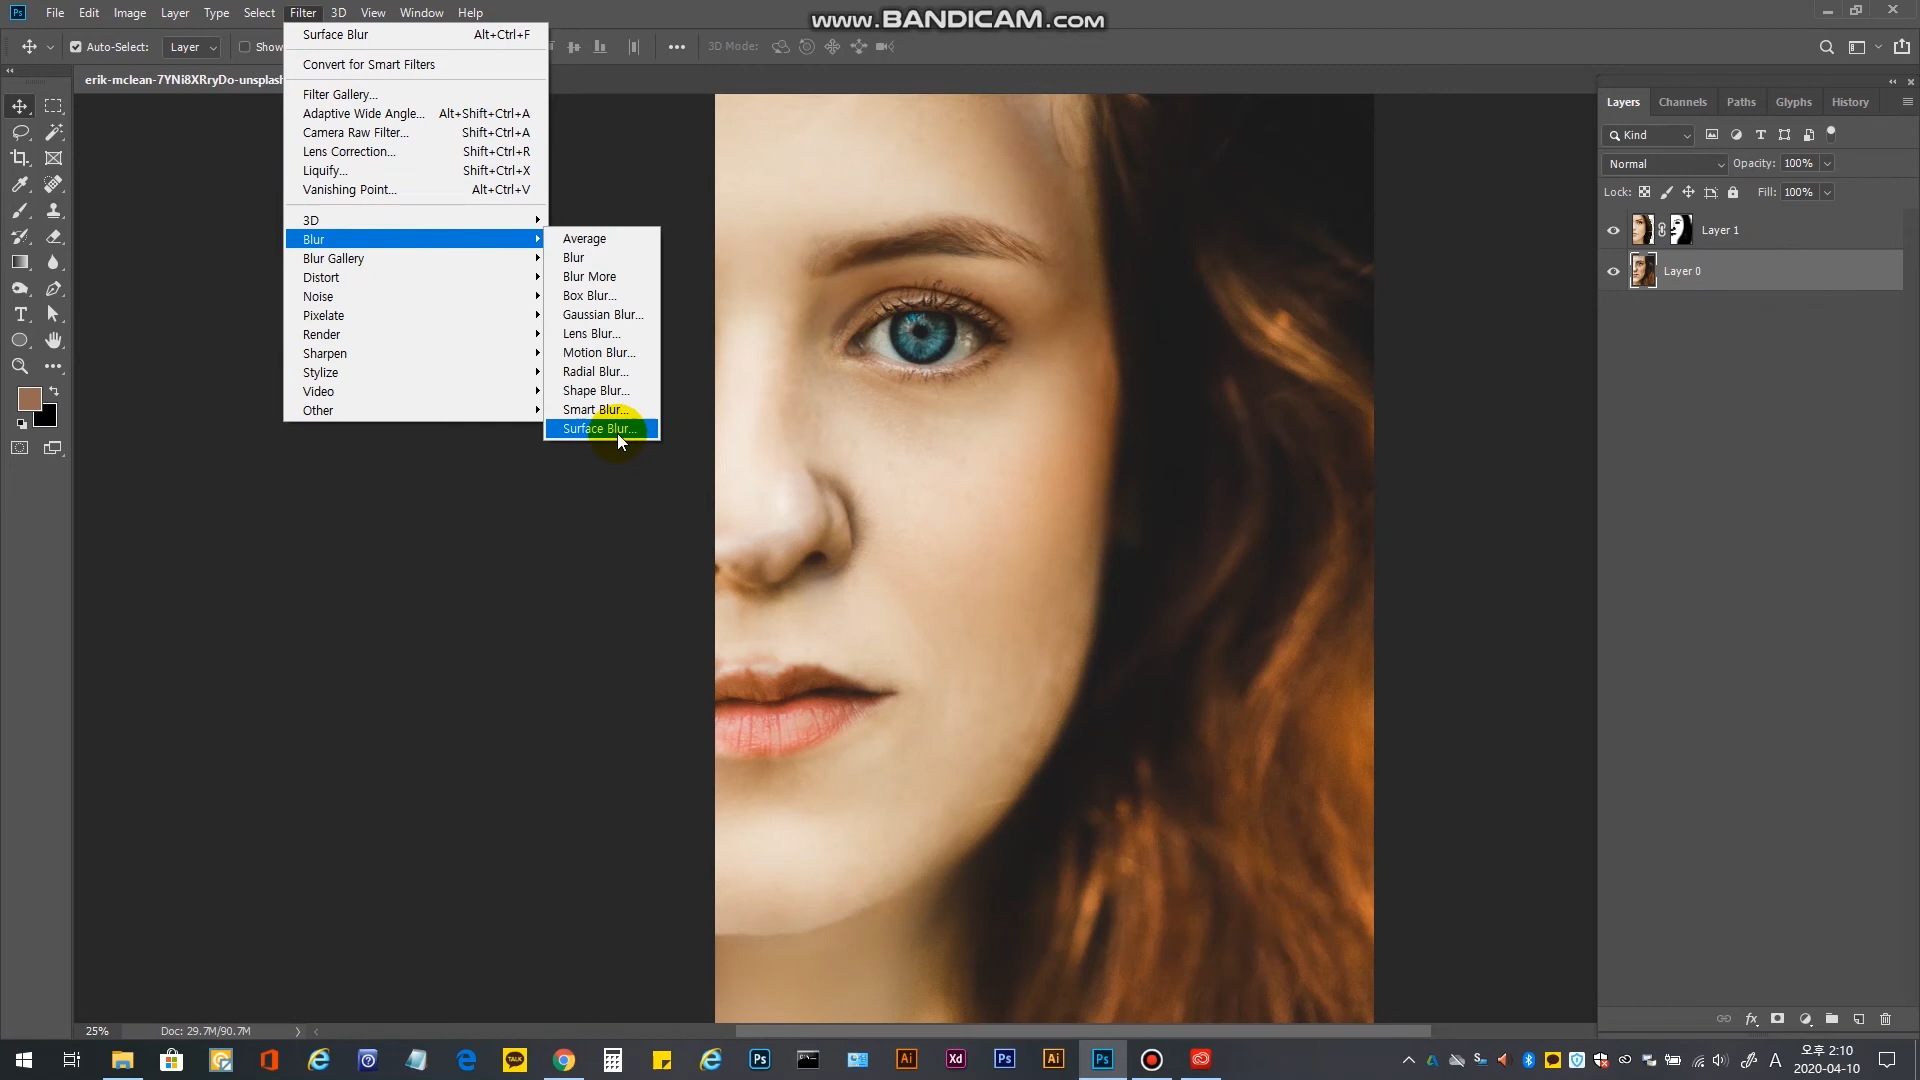 File Edit Image Layer Type Select Filter 3D View Window Help
www.BANDICAM.com
Auto-Select: Layer Show
3D Mode:
erik-mclean-7YNi8XRryDo-unsplash
Surface Blur Alt+Ctrl+F
Convert for Smart Filters
Filter Gallery...
Adaptive Wide Angle... Alt+Shift+Ctrl+A
Camera Raw Filter... Shift+Ctrl+A
Lens Correction... Shift+Ctrl+R
Liquify... Shift+Ctrl+X
Vanishing Point... Alt+Ctrl+V
3D
Blur
Blur Gallery
Distort
Noise
Pixelate
Render
Sharpen
Stylize
Video
Other
Average
Blur
Blur More
Box Blur...
Gaussian Blur...
Lens Blur...
Motion Blur...
Radial Blur...
Shape Blur...
Smart Blur...
Surface Blur...
Layers Channels Paths Glyphs History
Kind
Normal Opacity: 100%
Lock: Fill: 100%
Layer 1
Layer 0
25% Doc: 29.7M/90.7M
오후 2:10
2020-04-10